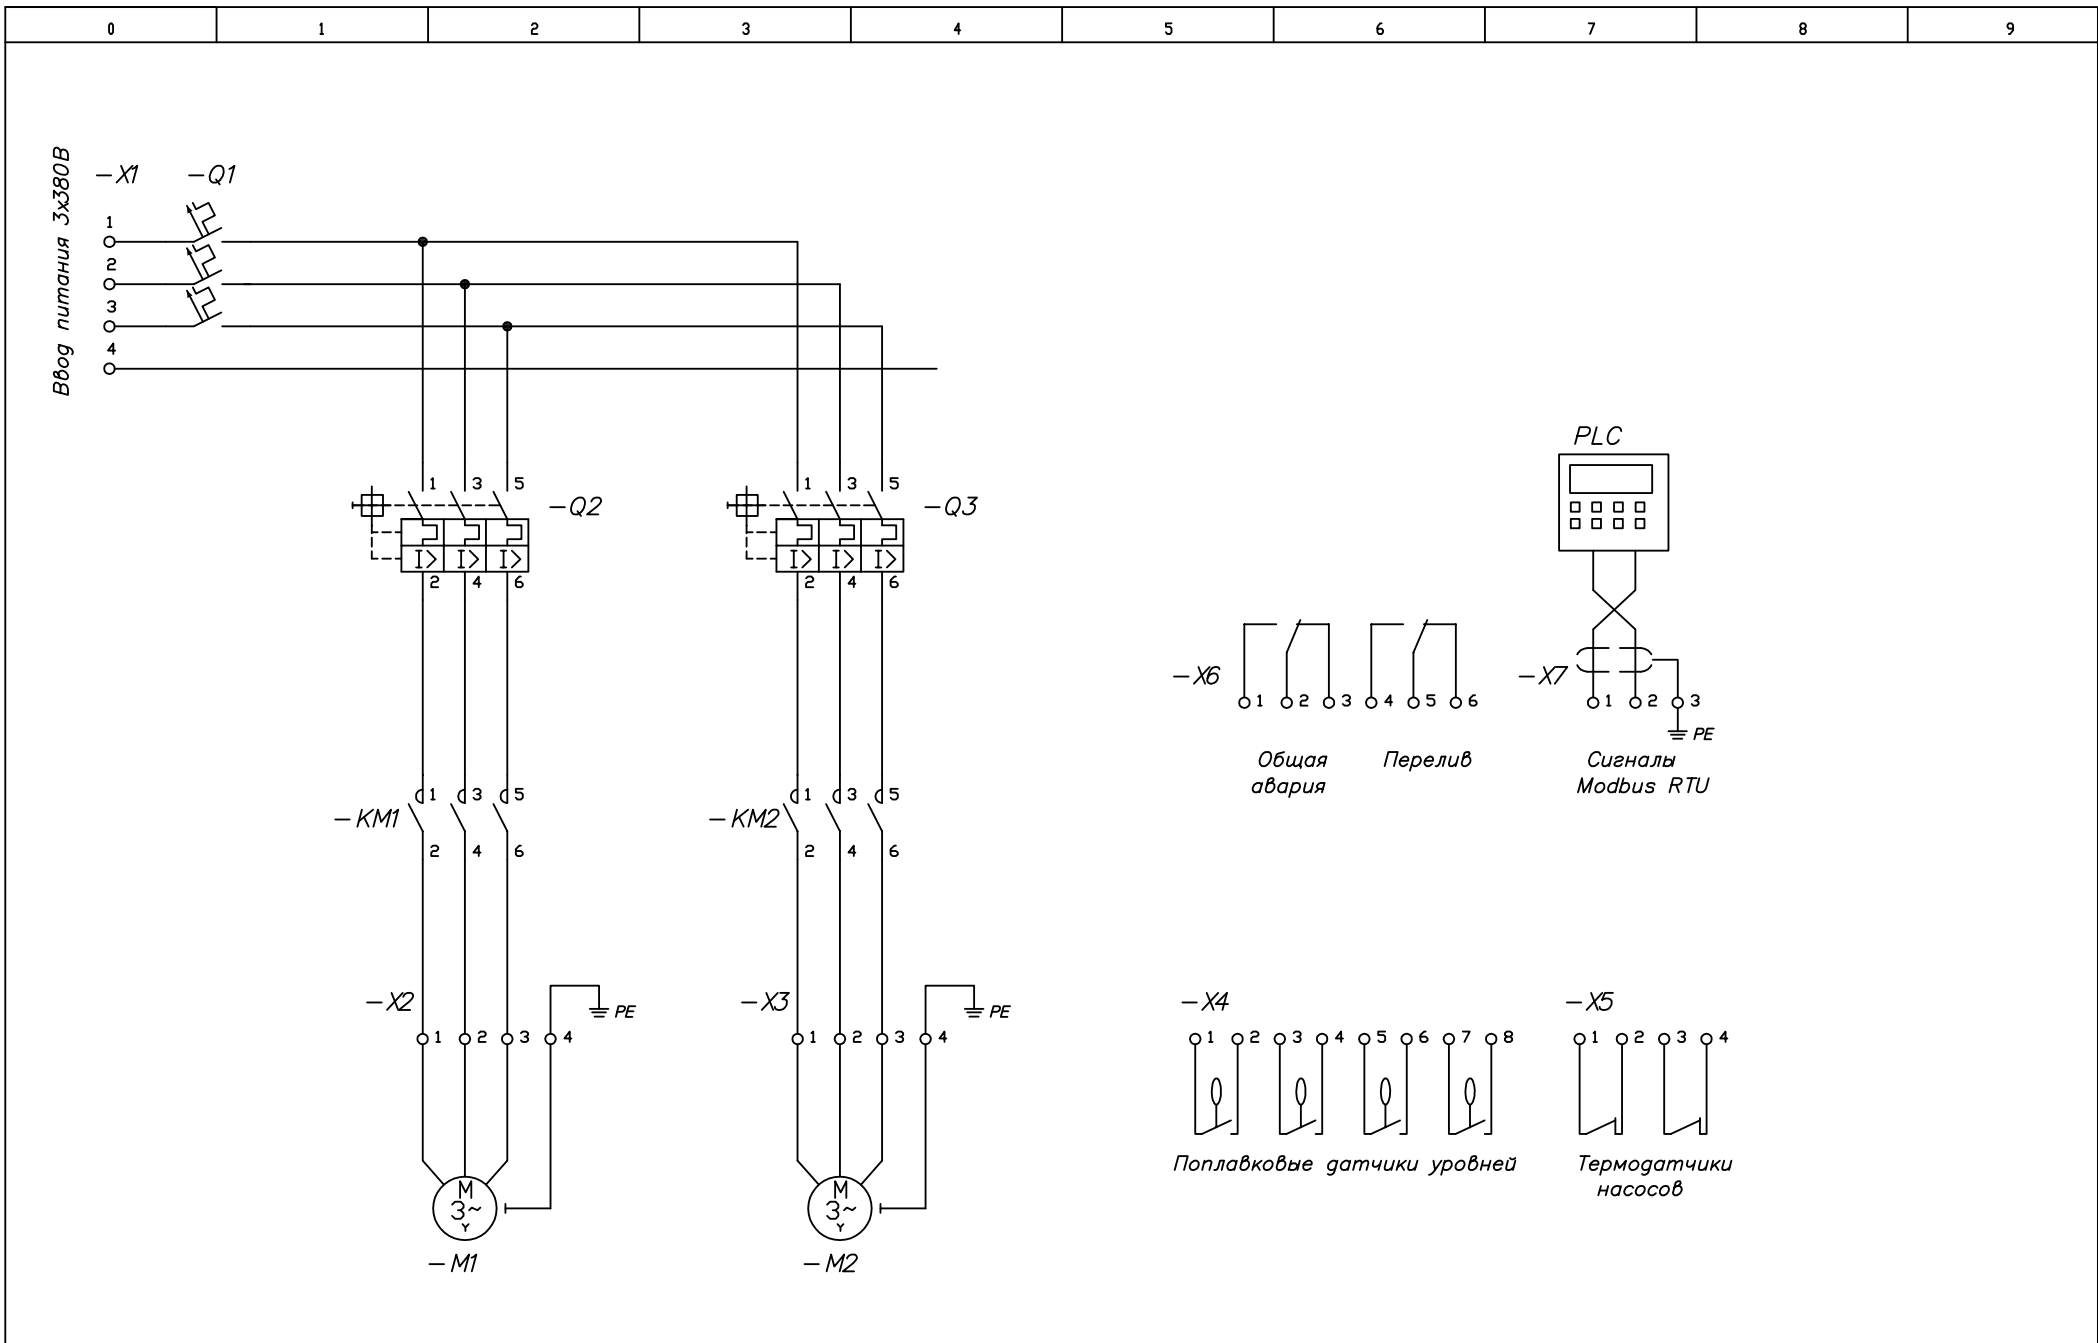 0 1 2 3 4 5 6 7 8 9
Ввод питания 3x380В
-X1 -Q1
1
2
3
4
PLC
1 3 5 -Q2
I> I> I>
2 4 6
1 3 5 -Q3
I> I> I>
2 4 6
-X6 1 2 3 4 5 6
Общая
авария
Перелив
-X7 1 2 3
PE
Сигналы
Modbus RTU
-KM1 1 3 5
2 4 6
-KM2 1 3 5
2 4 6
-X2 PE
1 2 3 4
-X3 PE
1 2 3 4
-X4
1 2 3 4 5 6 7 8
Поплавковые датчики уровней
-X5
1 2 3 4
Термодатчики
насосов
M
3~
Y
-M1
M
3~
Y
-M2